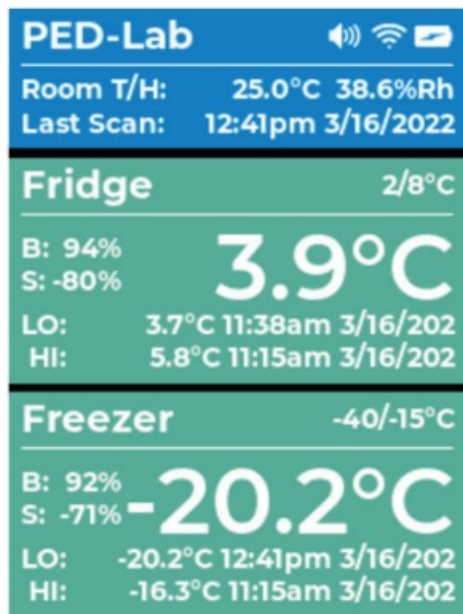 PED-Lab
Room T/H: 25.0°C 38.6%Rh
Last Scan: 12:41pm 3/16/2022
Fridge 2/8°C
B: 94%
S: -80%
3.9°C
LO: 3.7°C 11:38am 3/16/202
HI: 5.8°C 11:15am 3/16/202
Freezer -40/-15°C
B: 92%
S: -71%
-20.2°C
LO: -20.2°C 12:41pm 3/16/202
HI: -16.3°C 11:15am 3/16/202